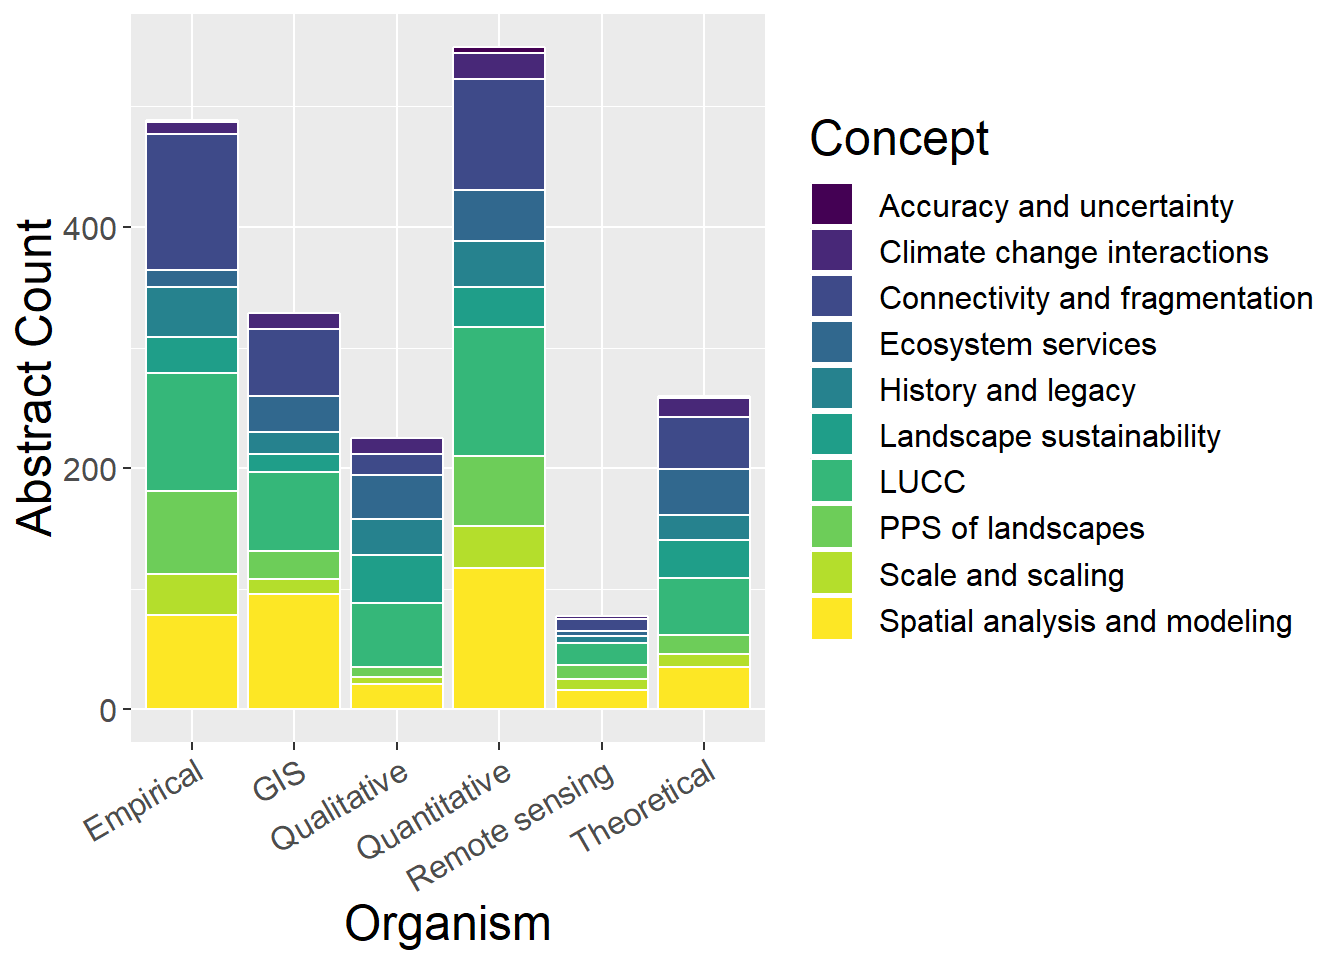 Abstract Count
400
200
0
Empirical
GIS
Qualitative
Quantitative
Remote sensing
Theoretical
Organism
Concept
Accuracy and uncertainty
Climate change interactions
Connectivity and fragmentation
Ecosystem services
History and legacy
Landscape sustainability
LUCC
PPS of landscapes
Scale and scaling
Spatial analysis and modeling